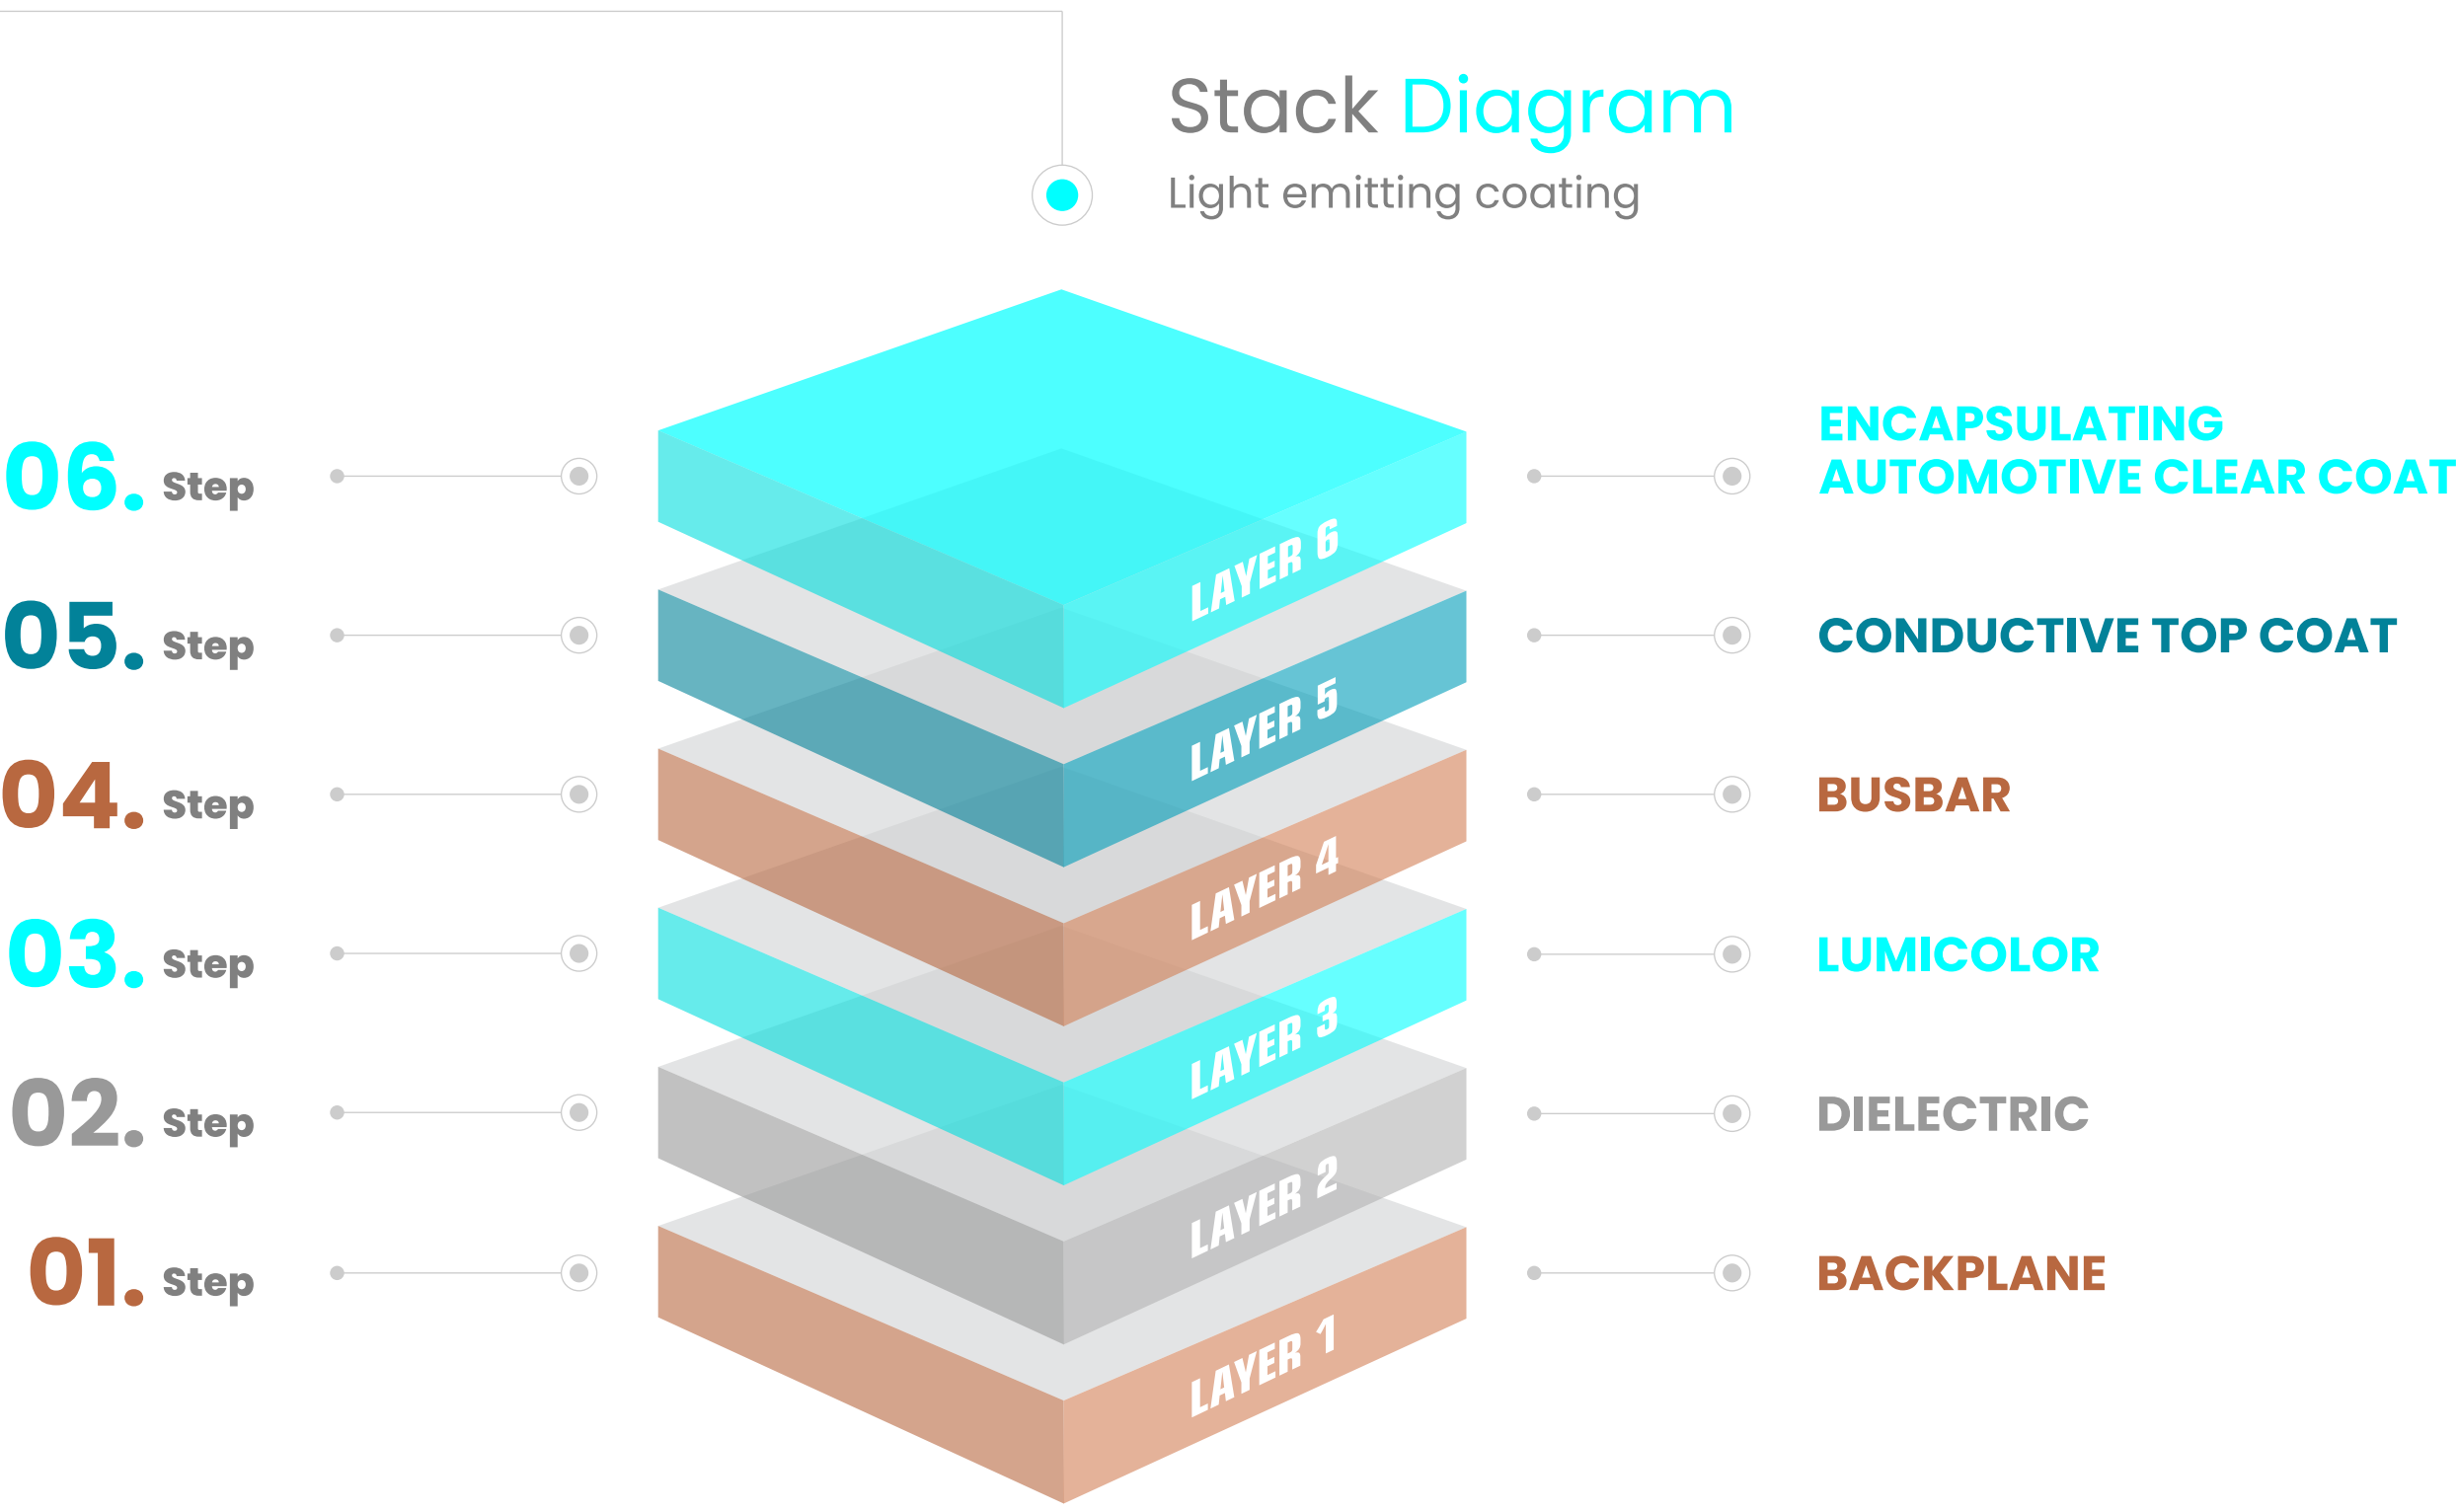 Stack Diagram
Light emitting coating
06. Step
LAYER 6
ENCAPSULATING
AUTOMOTIVE CLEAR COAT
05. Step
LAYER 5
CONDUCTIVE TOP COAT
04. Step
LAYER 4
BUSBAR
03. Step
LAYER 3
LUMICOLOR
02. Step
LAYER 2
DIELECTRIC
01. Step
LAYER 1
BACKPLANE